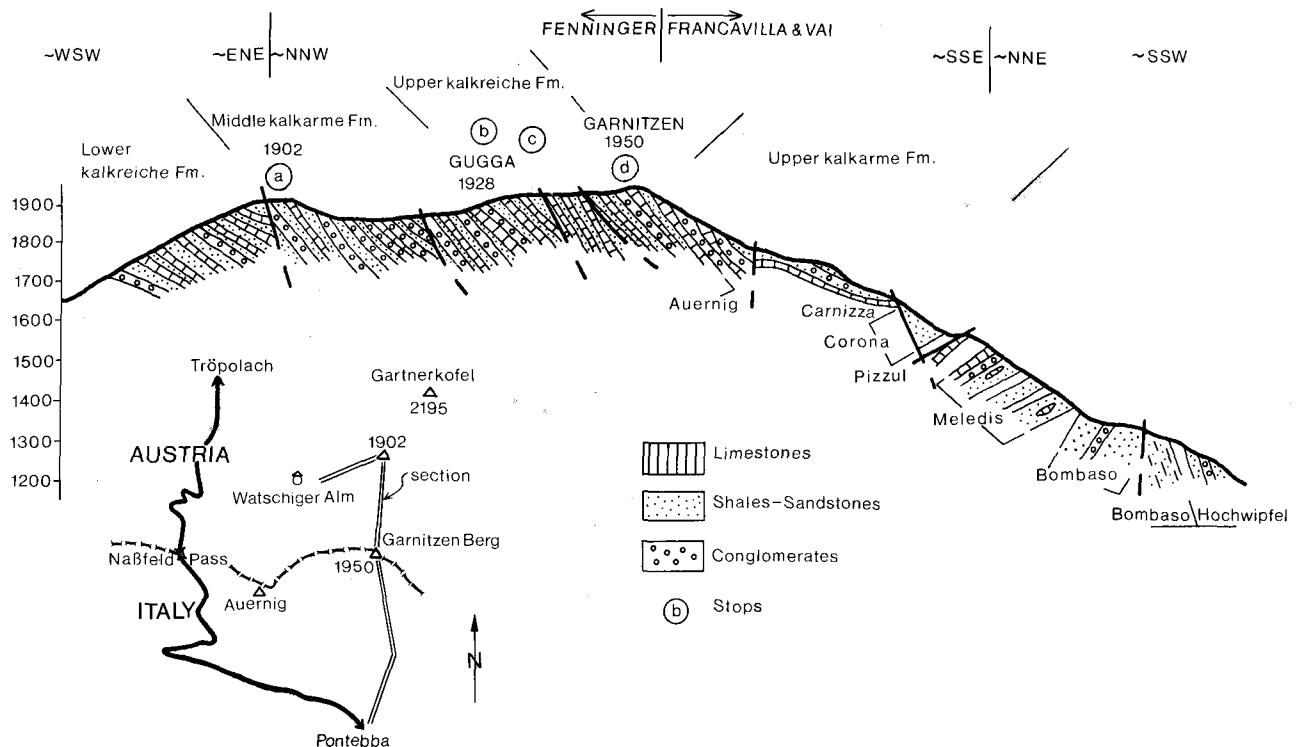 FENNINGER FRANCAVILLA & VAI
~WSW ~ENE ~NNW ~SSE ~NNE ~SSW
Upper kalkreiche Fm.
Middle kalkarme Fm.
Lower
kalkreiche Fm.
1902
a
b
c
GUGGA
1928
GARNITZEN
1950
d
Upper kalkarme Fm.
1900
1800
1700
1600
1500
1400
1300
1200
Auernig
Carnizza
Corona
Pizzul
Meledis
Bombaso
Bombaso Hochwipfel
Tröpolach
AUSTRIA
Gartnerkofel
2195
1902
section
Watschiger Alm
Naßfeld Pass
Garnitzen Berg
1950
Auernig
ITALY
N
Pontebba
Limestones
Shales-Sandstones
Conglomerates
b Stops